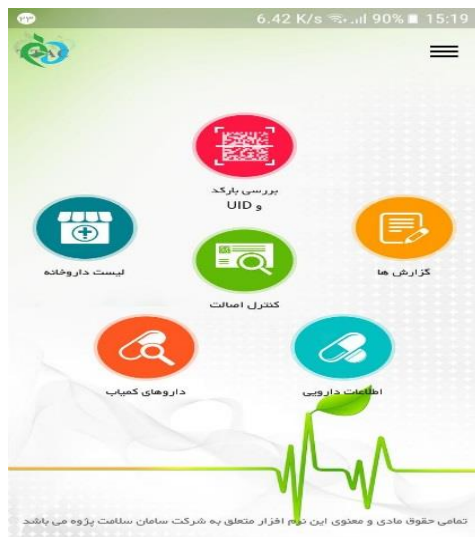 ۲۳ 6.42 K/s 90% 15:19
بررسی بارکد
و UID
لیست داروخانه
گزارش ها
کنترل اصالت
داروهای کمیاب
اطلاعات دارویی
تمامی حقوق مادی و معنوی این نرم افزار متعلق به شرکت سامان سلامت پژوه می باشد